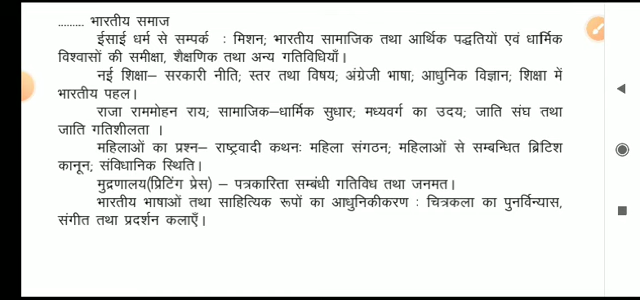 ......... भारतीय समाज
ईसाई धर्म से सम्पर्क : मिशन; भारतीय सामाजिक तथा आर्थिक पद्धतियों एवं धार्मिक
विश्वासों की समीक्षा, शैक्षणिक तथा अन्य गतिविधियाँ।
नई शिक्षा– सरकारी नीति; स्तर तथा विषय; अंग्रेजी भाषा; आधुनिक विज्ञान; शिक्षा में
भारतीय पहल।
राजा राममोहन राय; सामाजिक–धार्मिक सुधार; मध्यवर्ग का उदय; जाति संघ तथा
जाति गतिशीलता ।
महिलाओं का प्रश्न– राष्ट्रवादी कथनः महिला संगठन; महिलाओं से सम्बन्धित ब्रिटिश
कानून; संविधानिक स्थिति।
मुद्रणालय(प्रिटिंग प्रेस) – पत्रकारिता सम्बंधी गतिविध तथा जनमत।
भारतीय भाषाओं तथा साहित्यिक रूपों का आधुनिकीकरण : चित्रकला का पुनर्विन्यास,
संगीत तथा प्रदर्शन कलाएँ।